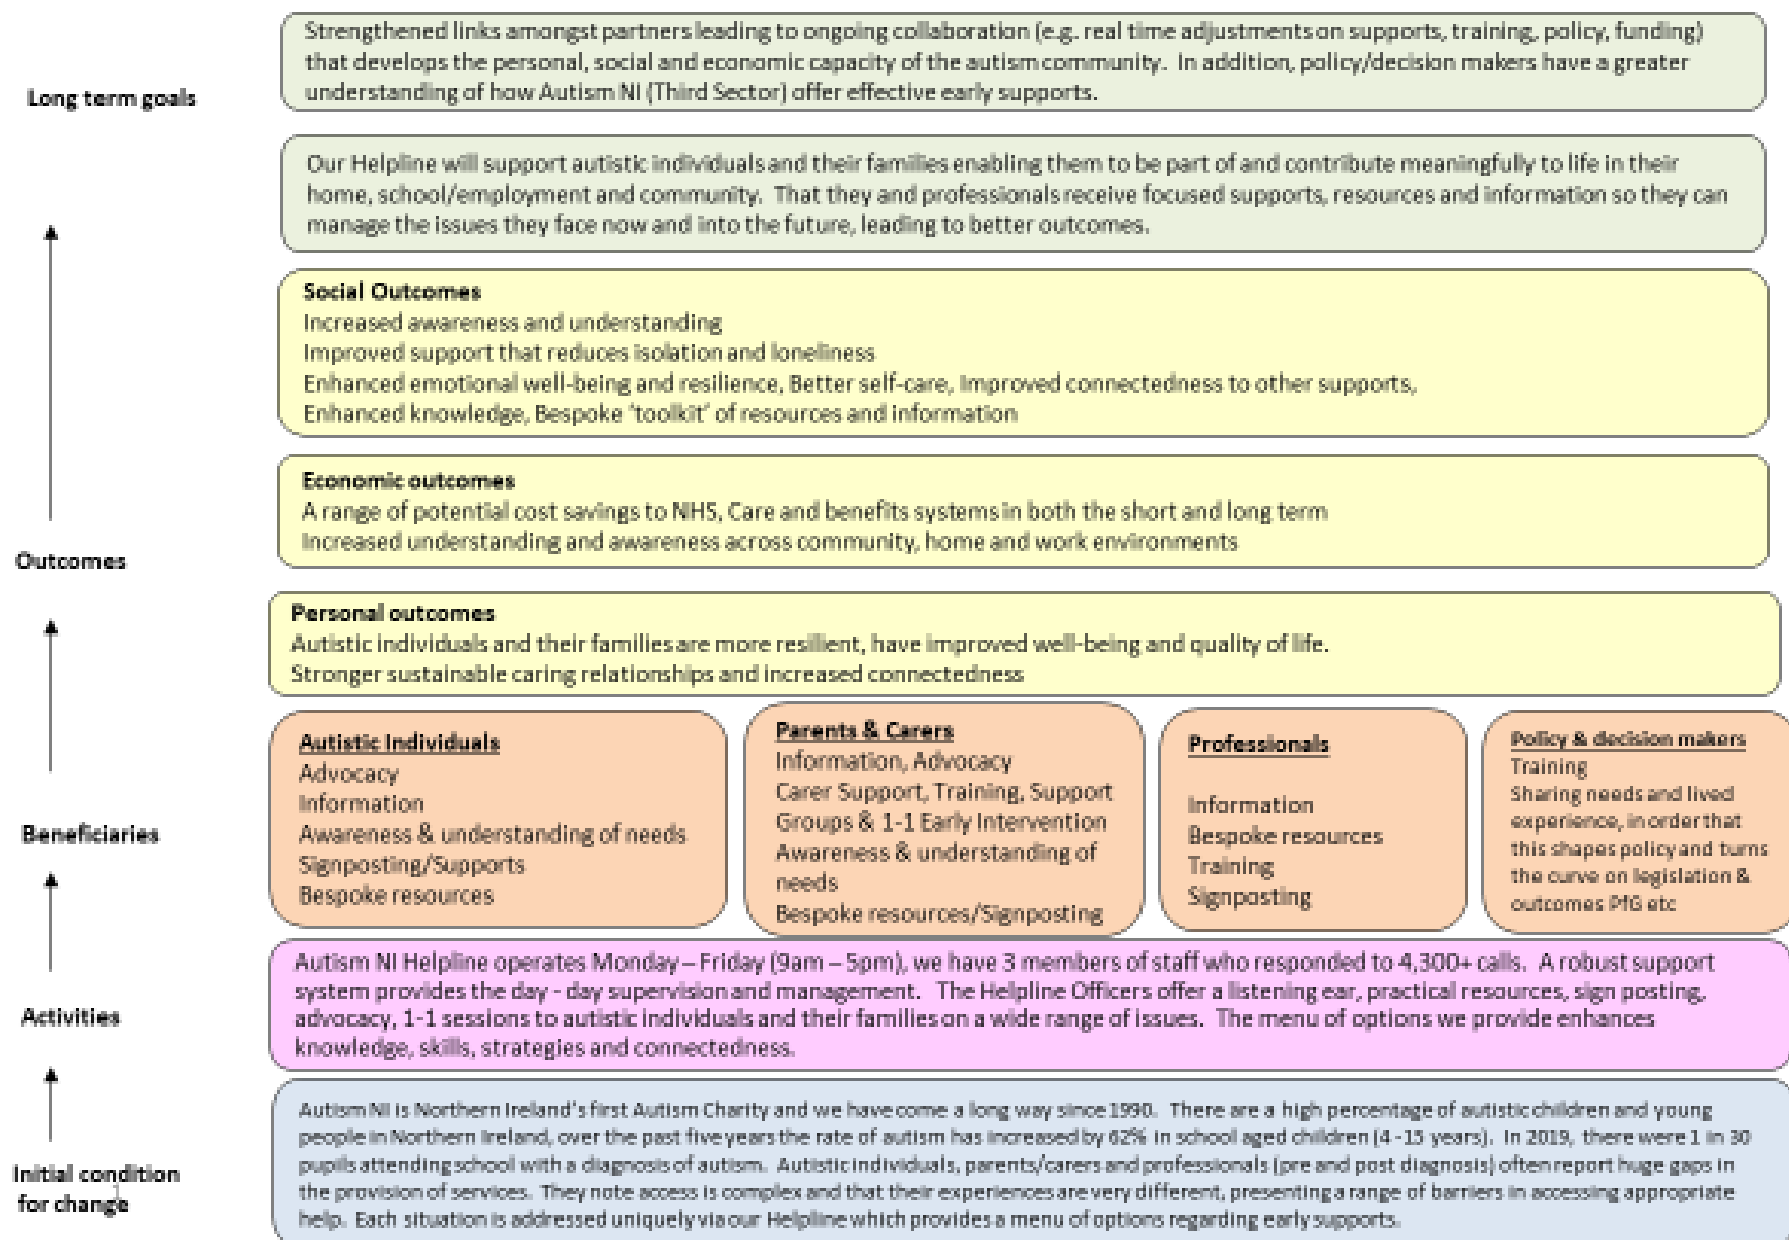 Long term goals
Strengthened links amongst partners leading to ongoing collaboration (e.g. real time adjustments on supports, training, policy, funding)
that develops the personal, social and economic capacity of the autism community. In addition, policy/decision makers have a greater
understanding of how Autism NI (Third Sector) offer effective early supports.
Our Helpline will support autistic individuals and their families enabling them to be part of and contribute meaningfully to life in their
home, school/employment and community. That they and professionals receive focused supports, resources and information so they can
manage the issues they face now and into the future, leading to better outcomes.
Outcomes
Social Outcomes
Increased awareness and understanding
Improved support that reduces isolation and loneliness
Enhanced emotional well-being and resilience, Better self-care, Improved connectedness to other supports,
Enhanced knowledge, Bespoke 'toolkit' of resources and information
Economic outcomes
A range of potential cost savings to NHS, Care and benefits systems in both the short and long term
Increased understanding and awareness across community, home and work environments
Personal outcomes
Autistic individuals and their families are more resilient, have improved well-being and quality of life.
Stronger sustainable caring relationships and increased connectedness
Beneficiaries
Autistic Individuals
Advocacy
Information
Awareness & understanding of needs
Signposting/Supports
Bespoke resources
Parents & Carers
Information, Advocacy
Carer Support, Training, Support
Groups & 1-1 Early Intervention
Awareness & understanding of
needs
Bespoke resources/Signposting
Professionals
Information
Bespoke resources
Training
Signposting
Policy & decision makers
Training
Sharing needs and lived
experience, in order that
this shapes policy and turns
the curve on legislation &
outcomes PfG etc
Activities
Autism NI Helpline operates Monday – Friday (9am – 5pm), we have 3 members of staff who responded to 4,300+ calls. A robust support
system provides the day - day supervision and management. The Helpline Officers offer a listening ear, practical resources, sign posting,
advocacy, 1-1 sessions to autistic individuals and their families on a wide range of issues. The menu of options we provide enhances
knowledge, skills, strategies and connectedness.
Initial condition
for change
Autism NI is Northern Ireland's first Autism Charity and we have come a long way since 1990. There are a high percentage of autistic children and young
people in Northern Ireland, over the past five years the rate of autism has increased by 62% in school aged children (4 -15 years). In 2019, there were 1 in 30
pupils attending school with a diagnosis of autism. Autistic individuals, parents/carers and professionals (pre and post diagnosis) often report huge gaps in
the provision of services. They note access is complex and that their experiences are very different, presenting a range of barriers in accessing appropriate
help. Each situation is addressed uniquely via our Helpline which provides a menu of options regarding early supports.